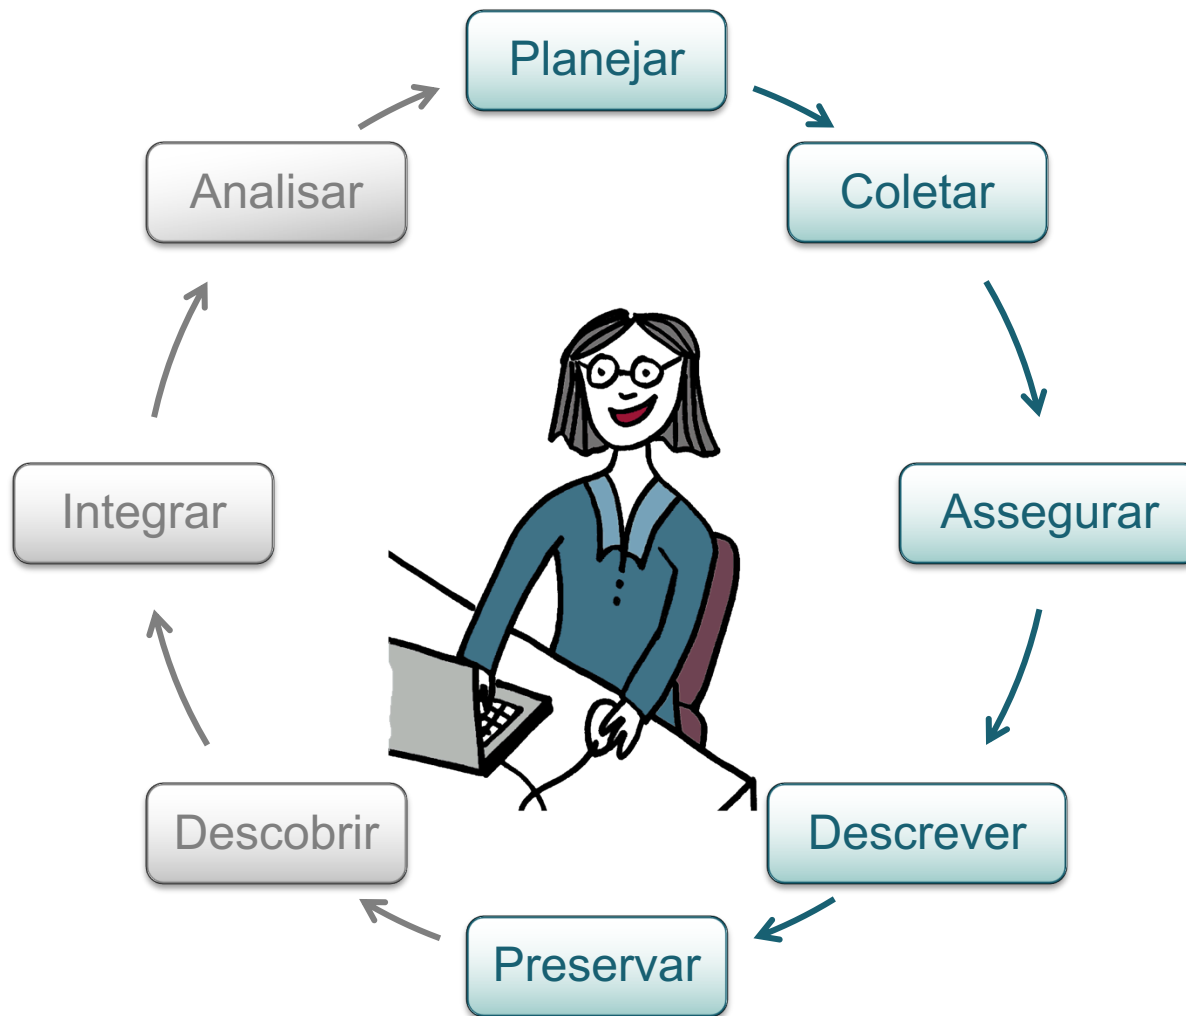 Planejar
Coletar
Assegurar
Descrever
Preservar
Descobrir
Integrar
Analisar